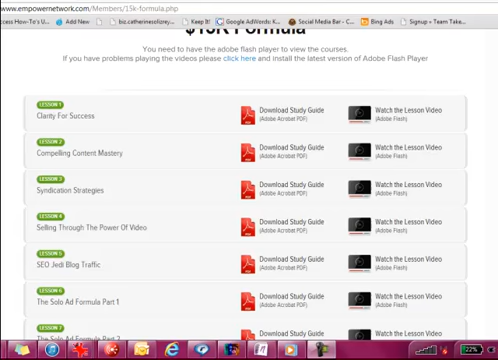 www.empowernetwork.com/Members/15k-formula.php
Add New
Keep It!
Google AdWords: K...
Social Media Bar - C...
Bing Ads
Signup + Team Take...
$15K Formula
You need to have the adobe flash player to view the courses.
If you have problems playing the videos please click here and install the latest version of Adobe Flash Player
LESSON 1
Clarity For Success
Download Study Guide
(Adobe Acrobat PDF)
Watch the Lesson Video
(Adobe Flash)
LESSON 2
Compelling Content Mastery
Download Study Guide
(Adobe Acrobat PDF)
Watch the Lesson Video
(Adobe Flash)
LESSON 3
Syndication Strategies
Download Study Guide
(Adobe Acrobat PDF)
Watch the Lesson Video
(Adobe Flash)
LESSON 4
Selling Through The Power Of Video
Download Study Guide
(Adobe Acrobat PDF)
Watch the Lesson Video
(Adobe Flash)
LESSON 5
SEO Jedi Blog Traffic
Download Study Guide
(Adobe Acrobat PDF)
Watch the Lesson Video
(Adobe Flash)
LESSON 6
The Solo Ad Formula Part 1
Download Study Guide
(Adobe Acrobat PDF)
Watch the Lesson Video
(Adobe Flash)
LESSON 7
The Solo Ad Formula Part 2
Download Study Guide
Watch the Lesson Video
22%